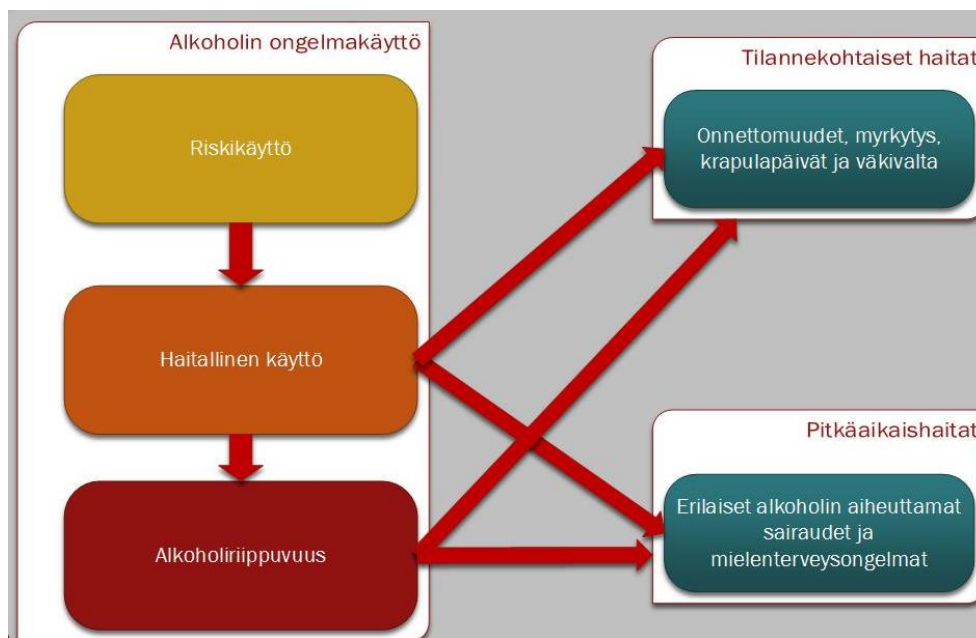 Alkoholin ongelmakäyttö
Riskikäyttö
Haitallinen käyttö
Alkoholiriippuvuus
Tilannekohtaiset haitat
Onnettomuudet, myrkytys,
krapulapäivät ja väkivalta
Pitkäaikaishaitat
Erilaiset alkoholin aiheuttamat
sairaudet ja
mielenterveysongelmat